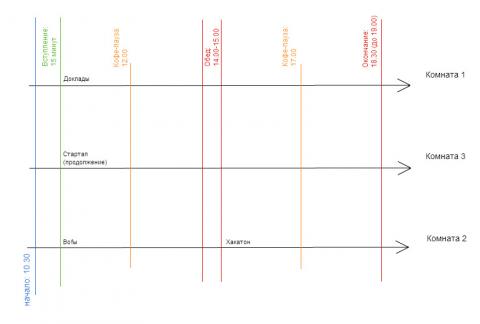 Вступление:
15 минут
Кофе-пауза:
12:00
Обед:
14:00-15:00
Кофе-пауза:
17:00
Окончание:
18:30 (до 19:00)
Доклады
Комната 1
Стартап
(продолжение)
Комната 3
Вофы
Хакатон
Комната 2
начало: 10 30